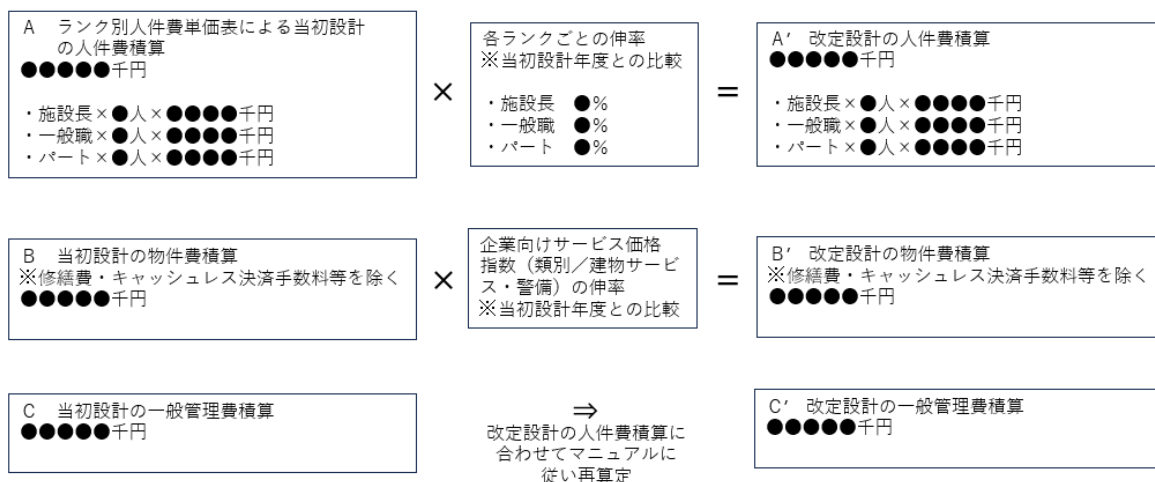 A　ランク別人件費単価表による当初設計
の人件費積算
●●●●●千円
・施設長×●人×●●●●千円
・一般職×●人×●●●●千円
・パート×●人×●●●●千円
×
各ランクごとの伸率
※当初設計年度との比較
・施設長　●%
・一般職　●%
・パート　●%
=
A’　改定設計の人件費積算
●●●●●千円
・施設長×●人×●●●●千円
・一般職×●人×●●●●千円
・パート×●人×●●●●千円
B　当初設計の物件費積算
※修繕費・キャッシュレス決済手数料等を除く
●●●●●千円
×
企業向けサービス価格
指数（類別／建物サービ
ス・警備）の伸率
※当初設計年度との比較
=
B’　改定設計の物件費積算
※修繕費・キャッシュレス決済手数料等を除く
●●●●●千円
C　当初設計の一般管理費積算
●●●●●千円
⇒
改定設計の人件費積算に
合わせてマニュアルに
従い再算定
C’　改定設計の一般管理費積算
●●●●●千円